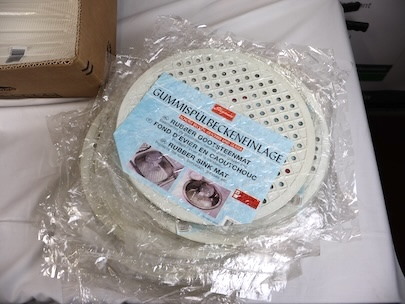 GUMMISPÜLBECKENEINLAGE
RUBBER GOOTSTEENMAT
FOND D'ÉVIER EN CAOUTCHOUC
RUBBER SINK MAT